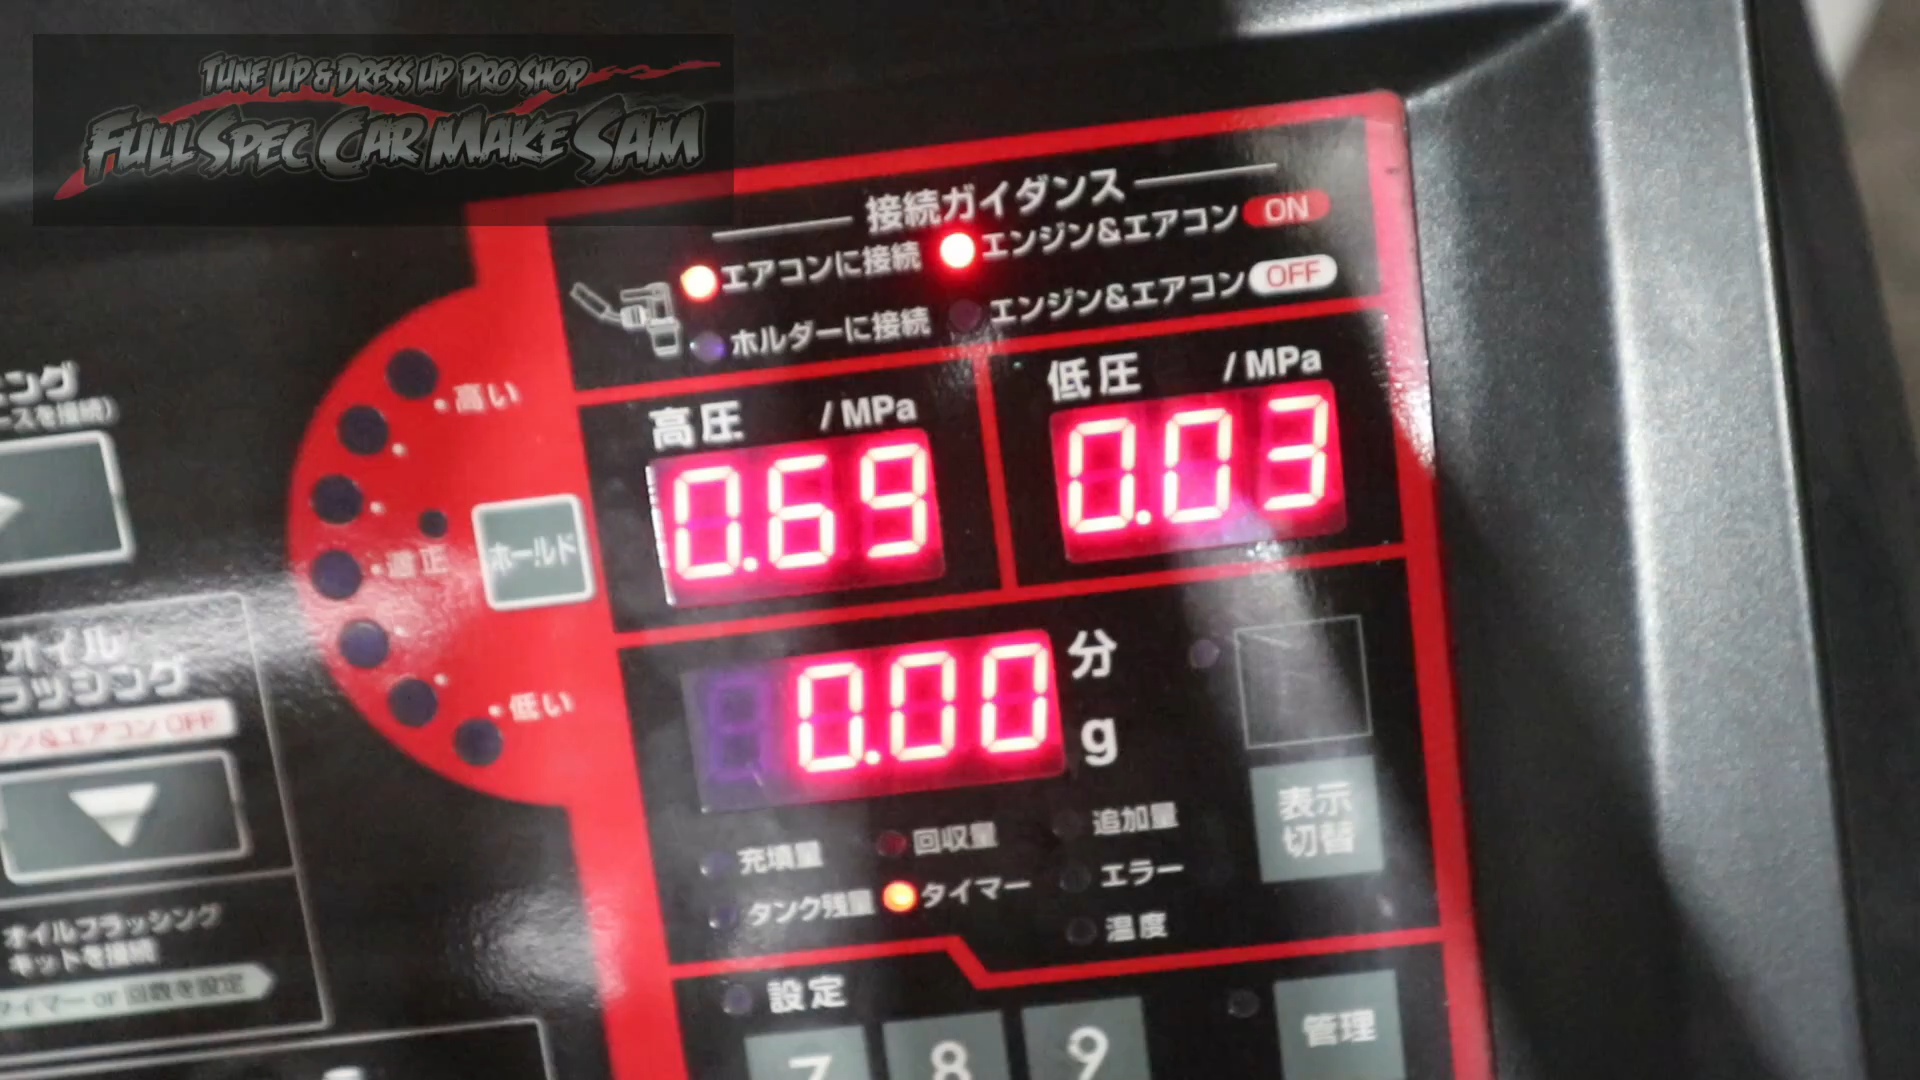 TUNE UP & DRESS UP PRO SHOP
FULL SPEC CAR MAKE SAM
接続ガイダンス
エアコンに接続
エンジン&エアコン ON
ホルダーに接続
エンジン&エアコン OFF
高圧 /MPa
0.69
低圧 /MPa
0.03
高い
適正
低い
ホールド
0.00
分
g
充填量
回収量
追加量
タンク残量
タイマー
エラー
温度
表示
切替
設定
管理
7
8
9
ニング
ースを接続)
オイル
ラッシング
ジン&エアコン OFF
オイルフラッシング
キットを接続
タイマー or 回数を設定